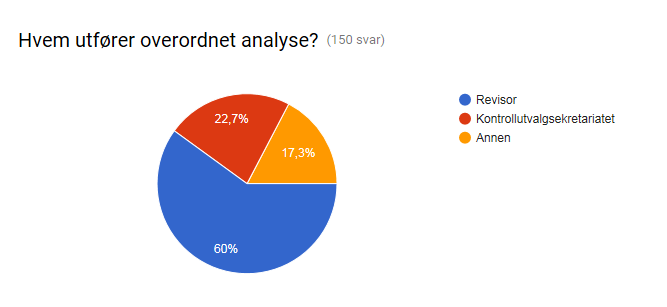 Hvem utfører overordnet analyse? (150 svar)
22,7%
17,3%
60%
Revisor
Kontrollutvalgsekretariatet
Annen